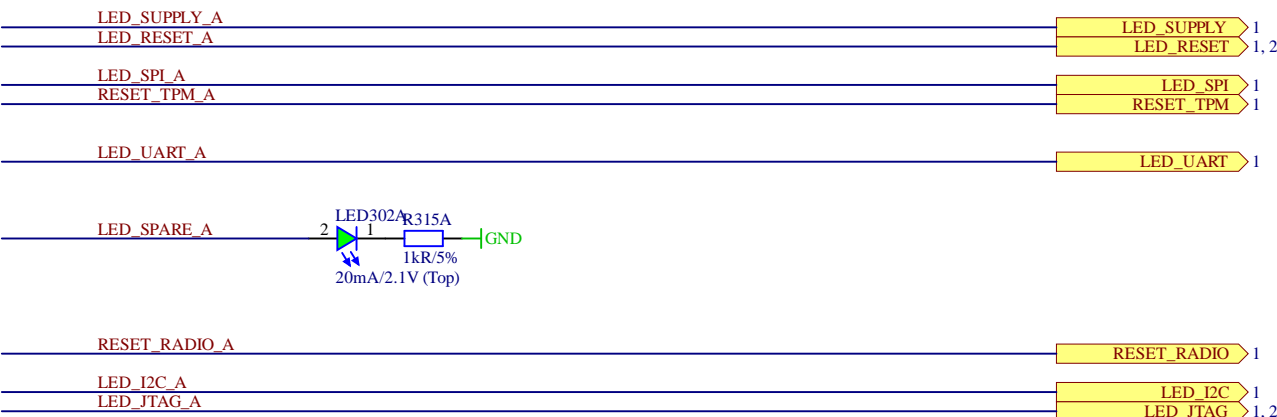 LED_SUPPLY_A LED_SUPPLY 1
LED_RESET_A LED_RESET 1, 2
LED_SPI_A LED_SPI 1
RESET_TPM_A RESET_TPM 1
LED_UART_A LED_UART 1
LED302A R315A
LED_SPARE_A 2 1 GND
1kR/5%
20mA/2.1V (Top)
RESET_RADIO_A RESET_RADIO 1
LED_I2C_A LED_I2C 1
LED_JTAG_A LED_JTAG 1, 2